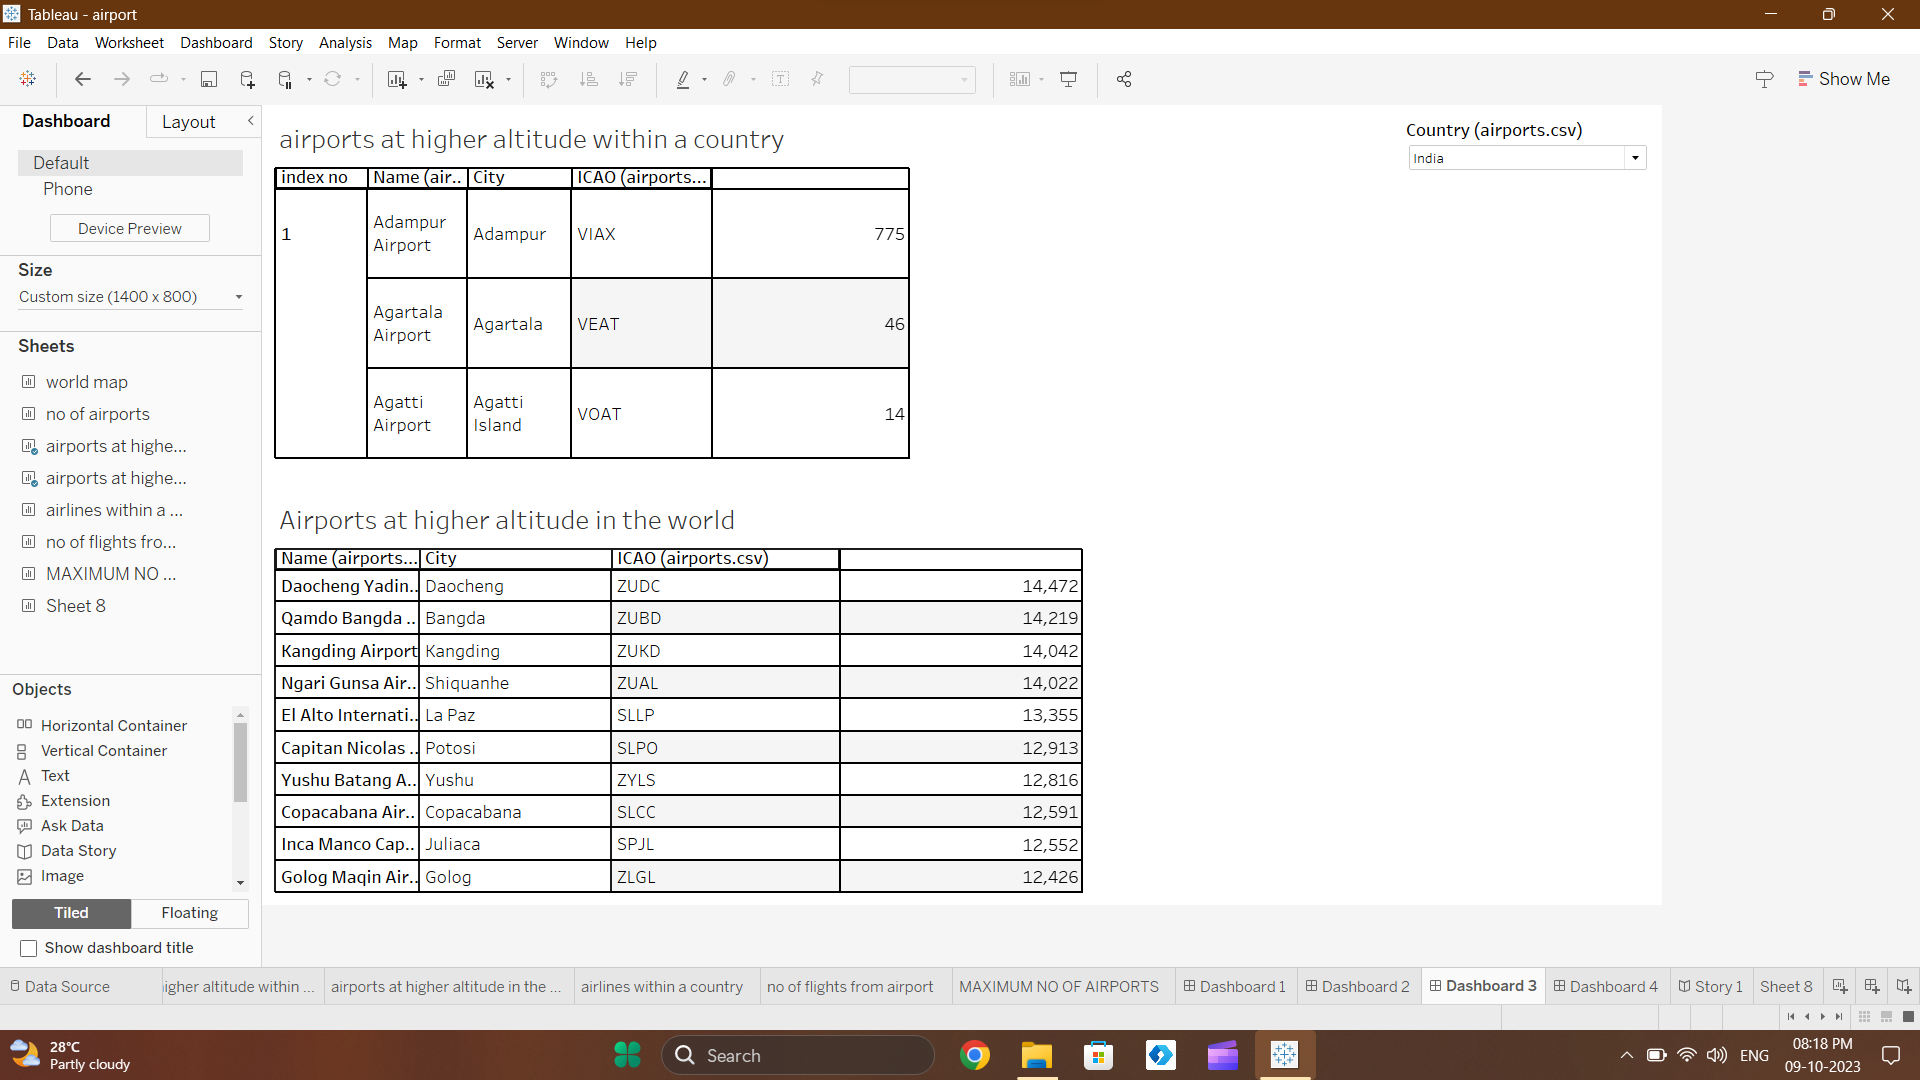 Tableau - airport
File Data Worksheet Dashboard Story Analysis Map Format Server Window Help
Show Me
Dashboard Layout
Default
Phone
Device Preview
Size
Custom size (1400 x 800)
Sheets
world map
no of airports
airports at highe...
airports at highe...
airlines within a ...
no of flights fro...
MAXIMUM NO ...
Sheet 8
Objects
Horizontal Container
Vertical Container
Text
Extension
Ask Data
Data Story
Image
Tiled Floating
Show dashboard title
airports at higher altitude within a country
index no Name (air.. City ICAO (airports...
1 Adampur Airport Adampur VIAX 775
Agartala Airport Agartala VEAT 46
Agatti Airport Agatti Island VOAT 14
Country (airports.csv)
India
Airports at higher altitude in the world
Name (airports... City ICAO (airports.csv)
Daocheng Yadin.. Daocheng ZUDC 14,472
Qamdo Bangda .. Bangda ZUBD 14,219
Kangding Airport Kangding ZUKD 14,042
Ngari Gunsa Air.. Shiquanhe ZUAL 14,022
El Alto Internati.. La Paz SLLP 13,355
Capitan Nicolas .. Potosi SLPO 12,913
Yushu Batang A.. Yushu ZYLS 12,816
Copacabana Air.. Copacabana SLCC 12,591
Inca Manco Cap.. Juliaca SPJL 12,552
Golog Maqin Air.. Golog ZLGL 12,426
Data Source igher altitude within ... airports at higher altitude in the ... airlines within a country no of flights from airport MAXIMUM NO OF AIRPORTS Dashboard 1 Dashboard 2 Dashboard 3 Dashboard 4 Story 1 Sheet 8
28°C
Partly cloudy
Search
ENG
08:18 PM
09-10-2023